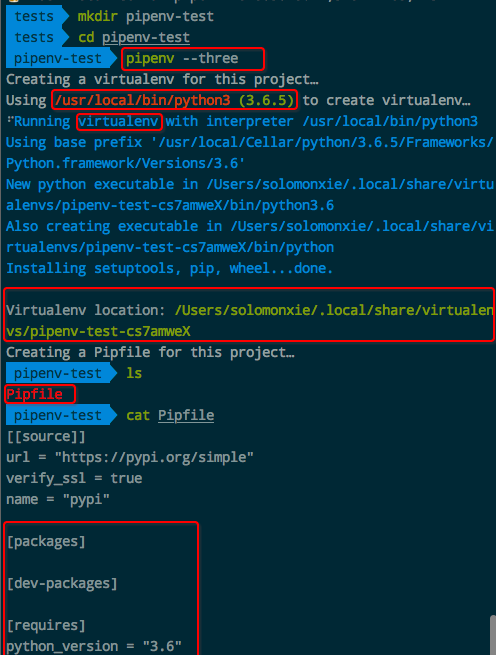 tests mkdir pipenv-test
tests cd pipenv-test
pipenv-test pipenv --three
Creating a virtualenv for this project…
Using /usr/local/bin/python3 (3.6.5) to create virtualenv…
Running virtualenv with interpreter /usr/local/bin/python3
Using base prefix '/usr/local/Cellar/python/3.6.5/Frameworks/
Python.framework/Versions/3.6'
New python executable in /Users/solomonxie/.local/share/virtu
alenvs/pipenv-test-cs7amweX/bin/python3.6
Also creating executable in /Users/solomonxie/.local/share/vi
rtualenvs/pipenv-test-cs7amweX/bin/python
Installing setuptools, pip, wheel...done.
Virtualenv location: /Users/solomonxie/.local/share/virtualen
vs/pipenv-test-cs7amweX
Creating a Pipfile for this project…
pipenv-test ls
Pipfile
pipenv-test cat Pipfile
[[source]]
url = "https://pypi.org/simple"
verify_ssl = true
name = "pypi"
[packages]
[dev-packages]
[requires]
python_version = "3.6"